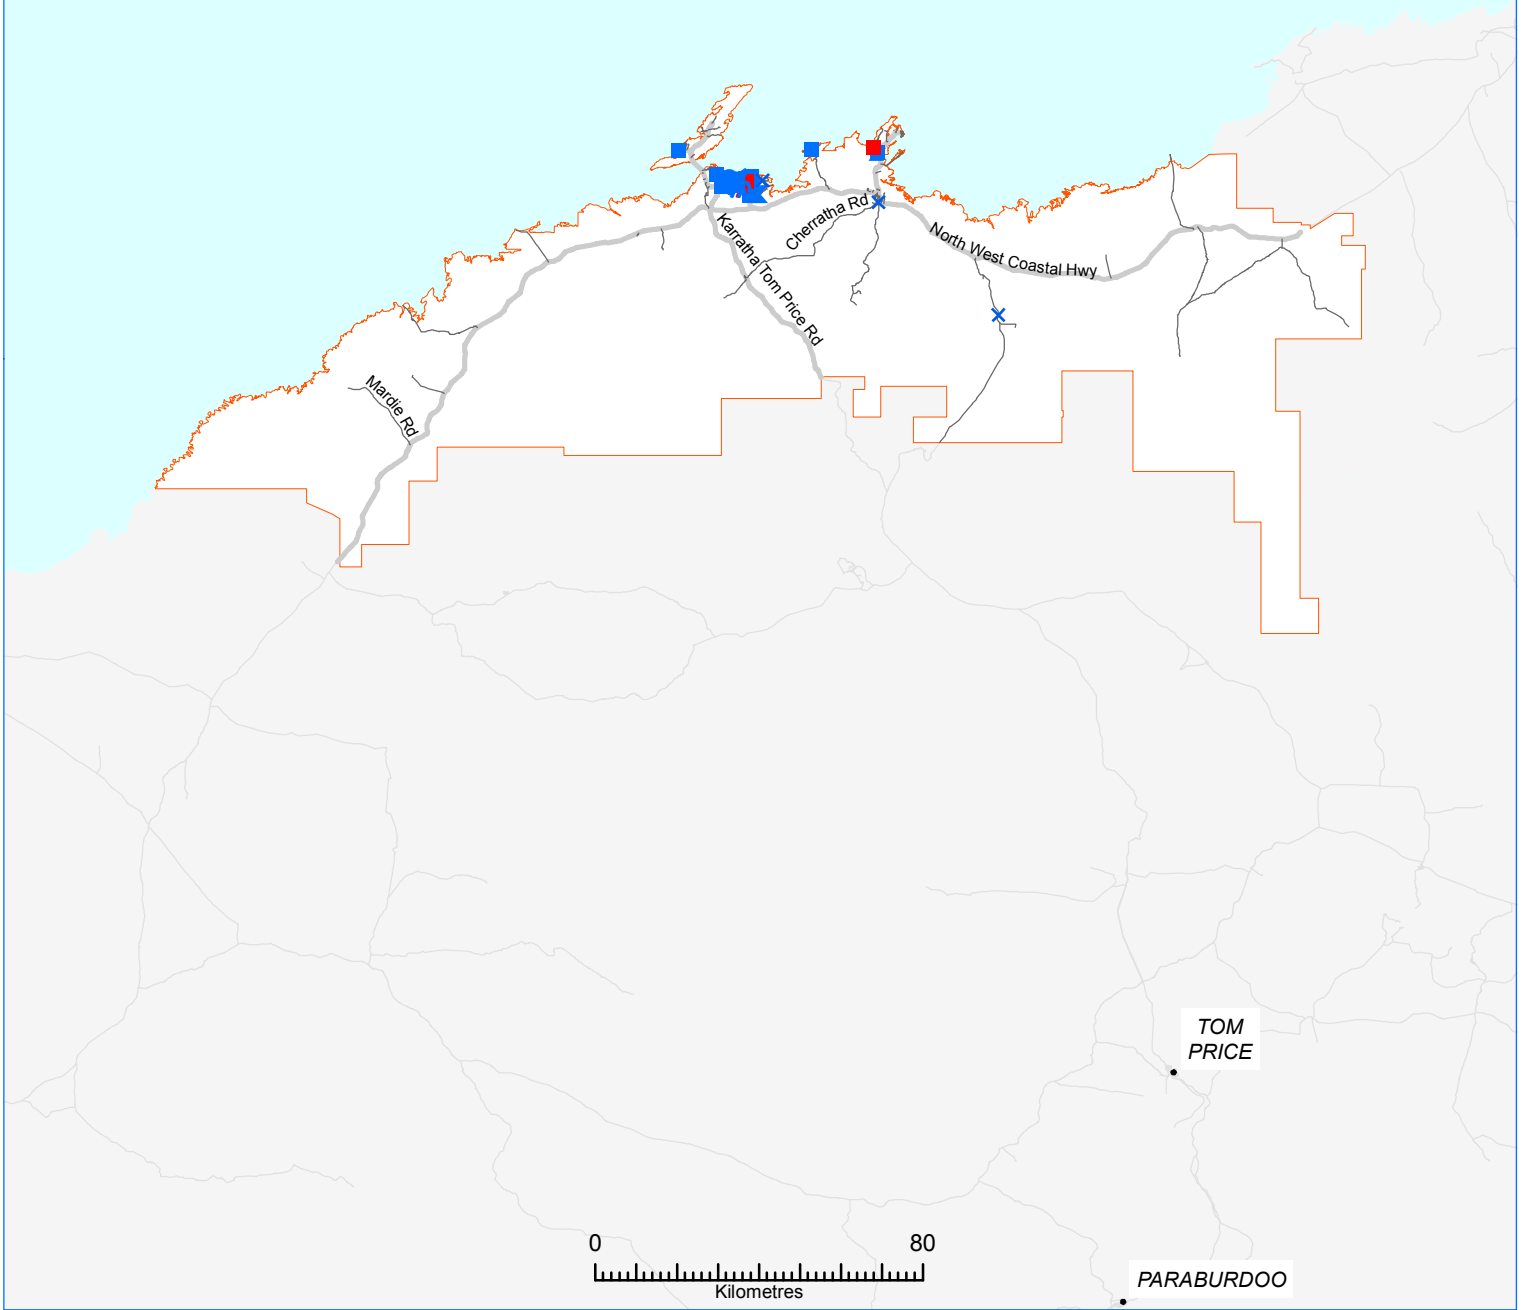 Cherratha Rd
North West Coastal Hwy
Karratha Tom Price Rd
Mardie Rd
TOM
PRICE
0 80
Kilometres
PARABURDOO